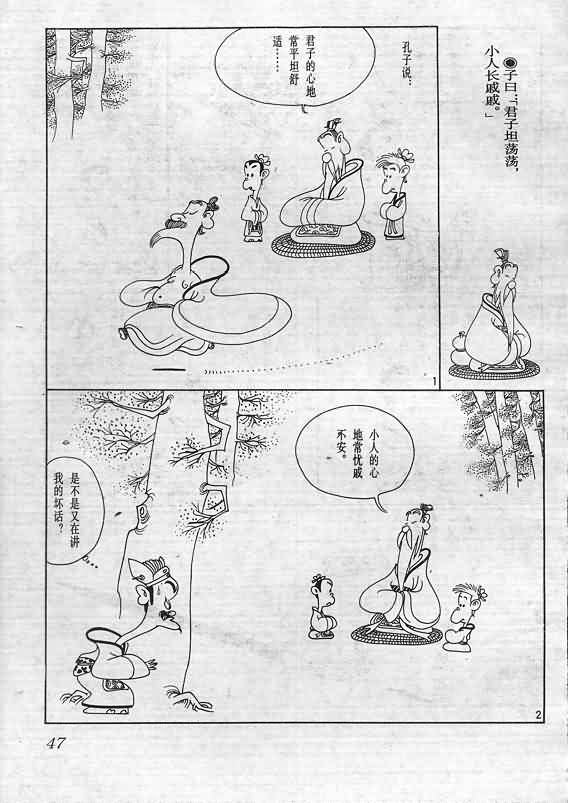 ◉子曰：「君子坦荡荡，
小人长戚戚。」
孔子说：
君子的心地
常平坦舒
适……
1
小人的心
地常忧戚
不安。
是不是又在讲
我的坏话？
2
47